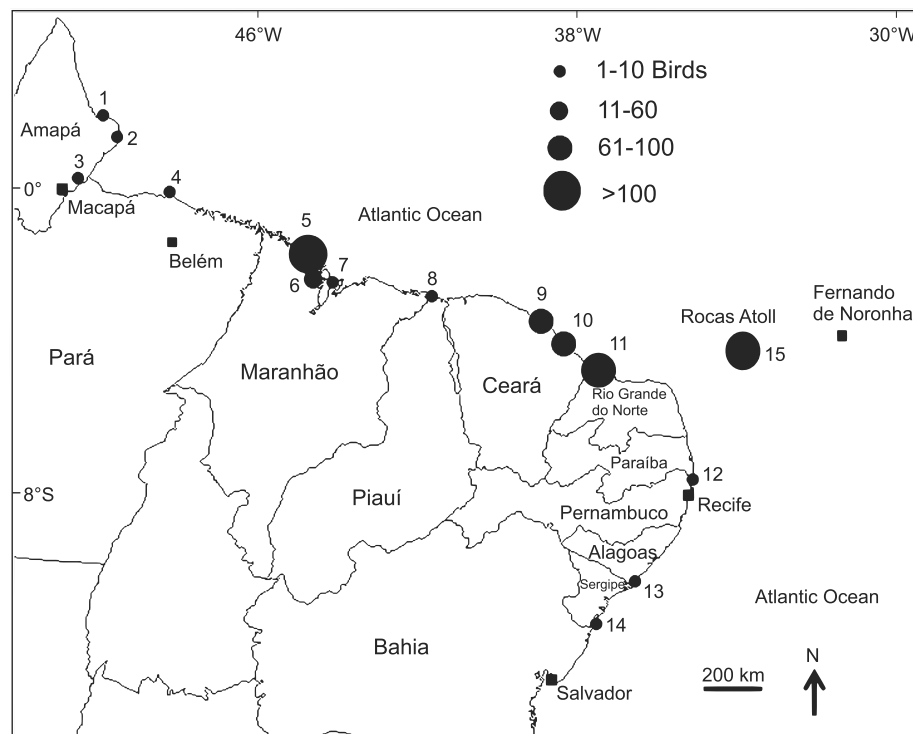 46°W
38°W
30°W
1-10 Birds
11-60
61-100
>100
1
2
Amapá
3
4
0°
Macapá
Belém
5
Atlantic Ocean
6
7
8
9
10
11
Rocas Atoll
15
Fernando
de Noronha
Pará
Maranhão
Ceará
Rio Grande
do Norte
Paraíba
12
8°S
Piauí
Recife
Pernambuco
Alagoas
Sergipe
13
Atlantic Ocean
14
Bahia
Salvador
200 km
N